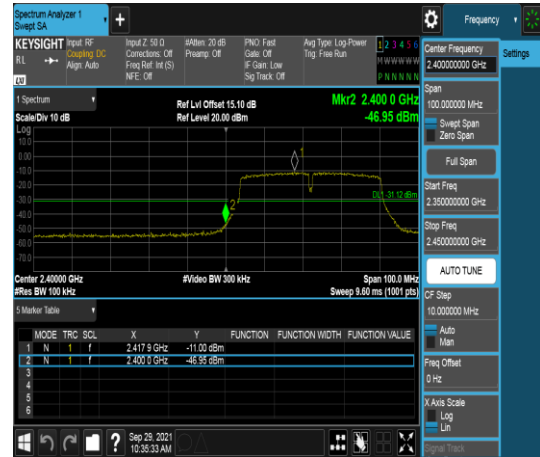 Spectrum Analyzer 1
Swept SA
+
Frequency
KEYSIGHT
Input: RF
Coupling: DC
Align: Auto
RL
LXI
Input Z: 50 Ω
Corrections: Off
Freq Ref: Int (S)
NFE: Off
#Atten: 20 dB
Preamp: Off
PNO: Fast
Gate: Off
IF Gain: Low
Sig Track: Off
Avg Type: Log-Power
Trig: Free Run
1 2 3 4 5 6
M W W W W W
P N N N N N
Center Frequency
2.400000000 GHz
Settings
Span
100.000000 MHz
Swept Span
Zero Span
Full Span
Start Freq
2.350000000 GHz
Stop Freq
2.450000000 GHz
AUTO TUNE
CF Step
10.000000 MHz
Auto
Man
Freq Offset
0 Hz
X Axis Scale
Log
Lin
Signal Track
1 Spectrum
Scale/Div 10 dB
Ref Lvl Offset 15.10 dB
Ref Level 20.00 dBm
Mkr2 2.400 0 GHz
-46.95 dBm
Log
10.0
0.00
-10.0
-20.0
-30.0
-40.0
-50.0
-60.0
-70.0
1
2
DL1 -31.12 dBm
Center 2.40000 GHz
#Res BW 100 kHz
#Video BW 300 kHz
Span 100.0 MHz
Sweep 9.60 ms (1001 pts)
5 Marker Table
MODE TRC SCL X Y FUNCTION FUNCTION WIDTH FUNCTION VALUE
1 N 1 f 2.417 9 GHz -11.00 dBm
2 N 1 f 2.400 0 GHz -46.95 dBm
3
4
5
6
?
Sep 29, 2021
10:35:33 AM